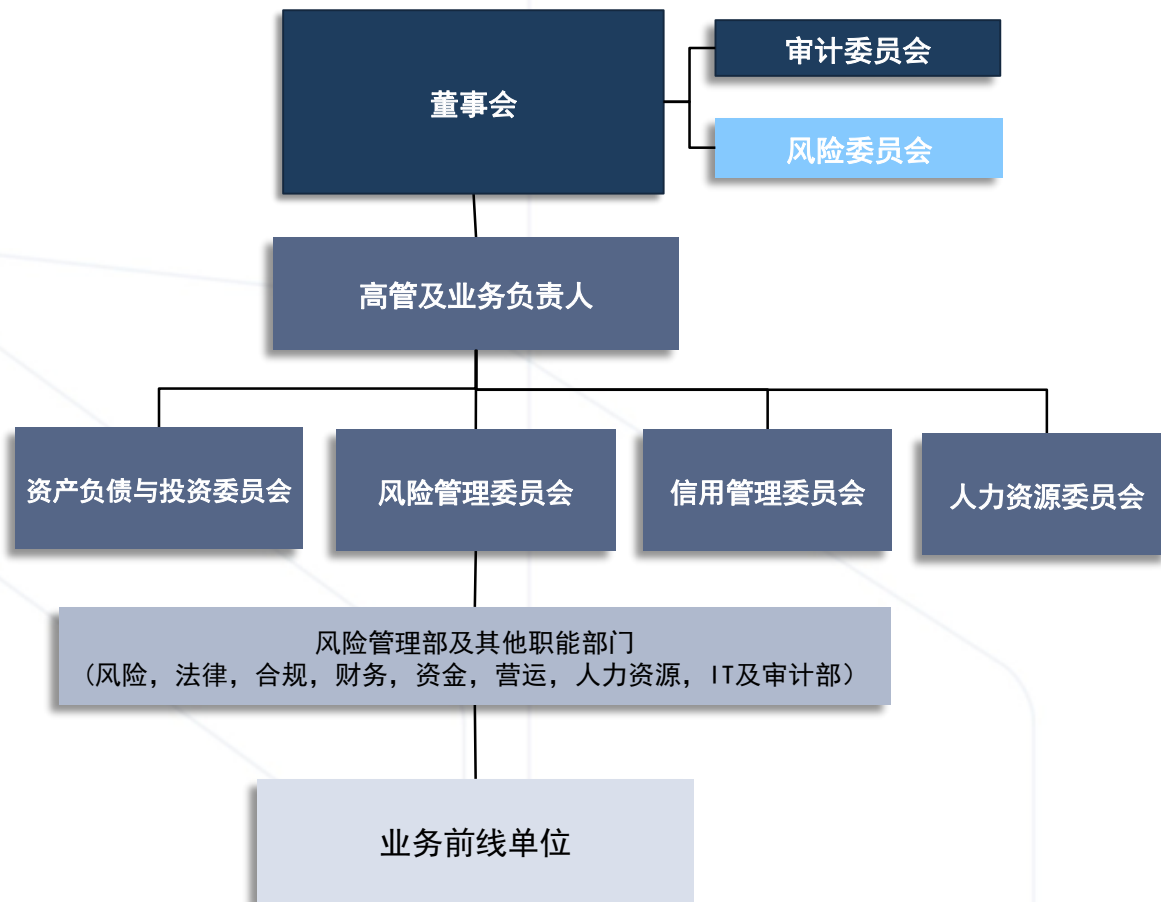 董事会
审计委员会
风险委员会
高管及业务负责人
资产负债与投资委员会
风险管理委员会
信用管理委员会
人力资源委员会
风险管理部及其他职能部门
（风险，法律，合规，财务，资金，营运，人力资源，IT及审计部）
业务前线单位